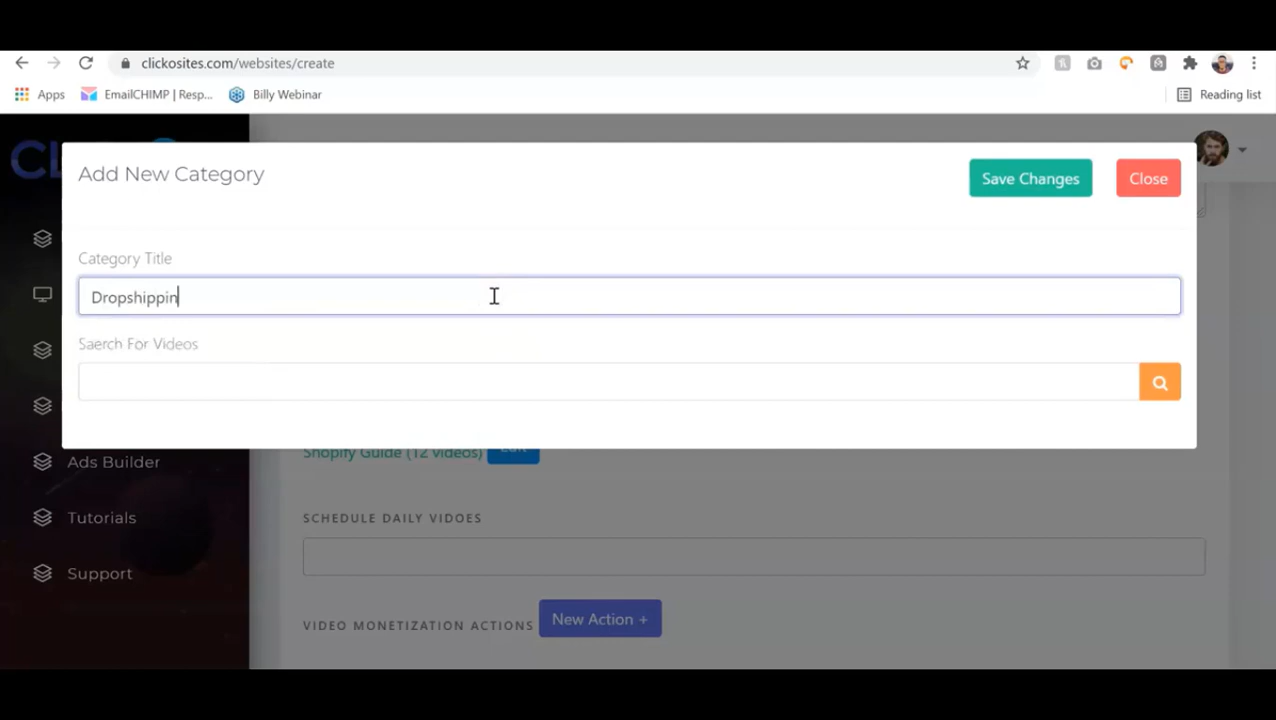 clickosites.com/websites/create
Apps EmailCHIMP | Resp... Billy Webinar Reading list
Add New Category Save Changes Close
Category Title
Dropshippin
Saerch For Videos
Shopify Guide (12 videos) Edit
Ads Builder
SCHEDULE DAILY VIDOES
Tutorials
Support
VIDEO MONETIZATION ACTIONS New Action +